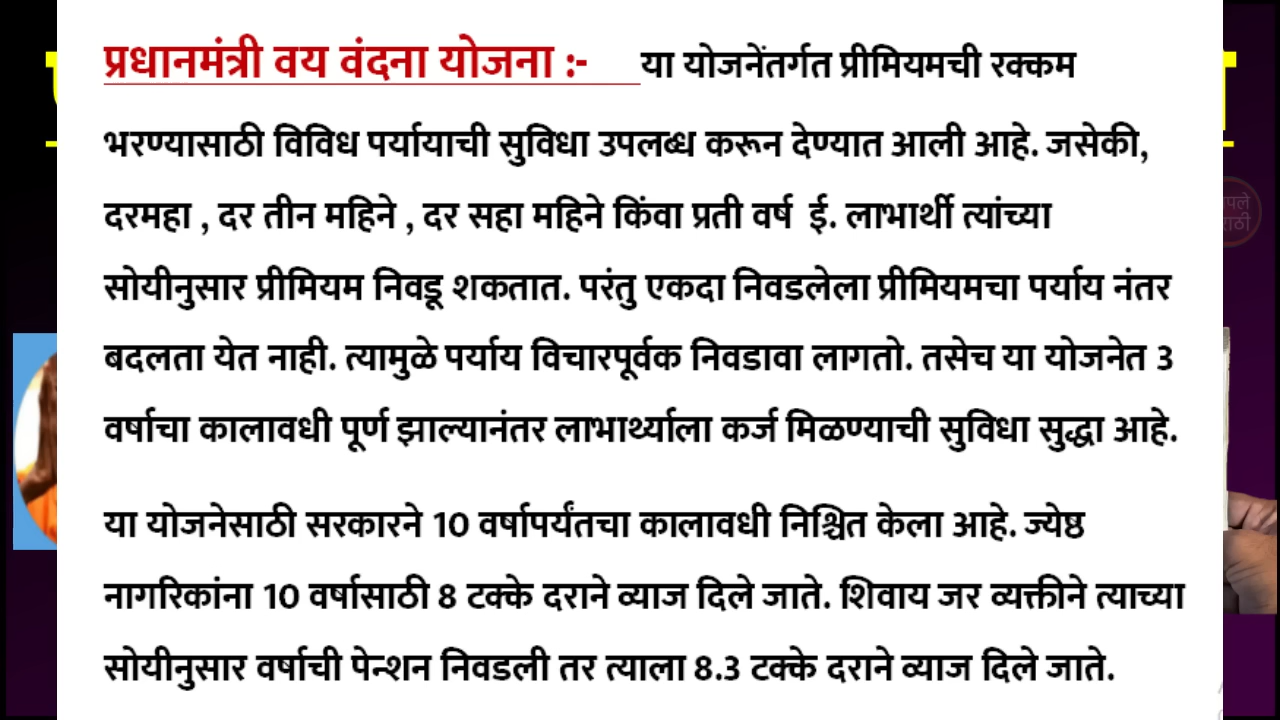 प्रधानमंत्री वय वंदना योजना :- या योजनेंतर्गत प्रीमियमची रक्कम
भरण्यासाठी विविध पर्यायाची सुविधा उपलब्ध करून देण्यात आली आहे. जसेकी,
दरमहा , दर तीन महिने , दर सहा महिने किंवा प्रती वर्ष ई. लाभार्थी त्यांच्या
सोयीनुसार प्रीमियम निवडू शकतात. परंतु एकदा निवडलेला प्रीमियमचा पर्याय नंतर
बदलता येत नाही. त्यामुळे पर्याय विचारपूर्वक निवडावा लागतो. तसेच या योजनेत 3
वर्षाचा कालावधी पूर्ण झाल्यानंतर लाभार्थ्याला कर्ज मिळण्याची सुविधा सुद्धा आहे.
या योजनेसाठी सरकारने 10 वर्षापर्यंतचा कालावधी निश्चित केला आहे. ज्येष्ठ
नागरिकांना 10 वर्षासाठी 8 टक्के दराने व्याज दिले जाते. शिवाय जर व्यक्तीने त्याच्या
सोयीनुसार वर्षाची पेन्शन निवडली तर त्याला 8.3 टक्के दराने व्याज दिले जाते.